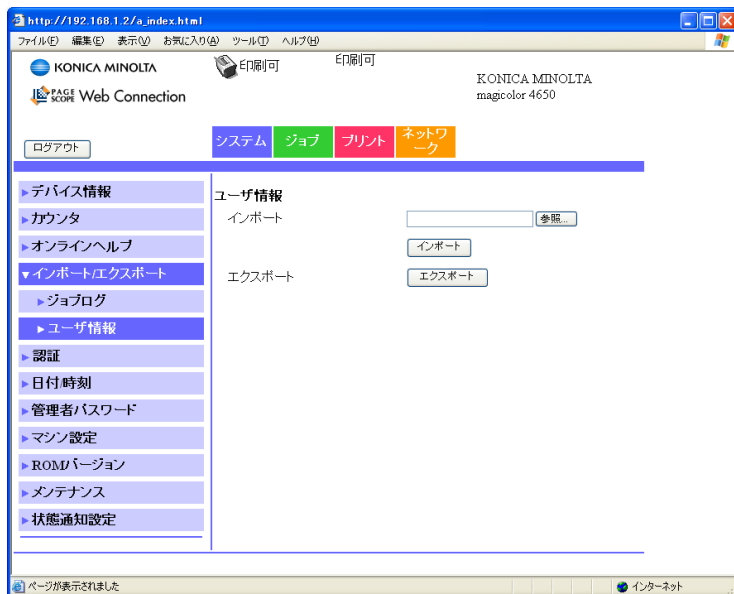 http://192.168.1.2/a_index.html
ファイル(F) 編集(E) 表示(V) お気に入り(A) ツール(T) ヘルプ(H)
KONICA MINOLTA
印刷可
印刷可
KONICA MINOLTA
magicolor 4650
PAGE SCOPE Web Connection
ログアウト
システム
ジョブ
プリント
ネットワ
ーク
デバイス情報
カウンタ
オンラインヘルプ
インポート/エクスポート
ジョブログ
ユーザ情報
認証
日付/時刻
管理者パスワード
マシン設定
ROMバージョン
メンテナンス
状態通知設定
ユーザ情報
インポート
参照...
インポート
エクスポート
エクスポート
ページが表示されました
インターネット